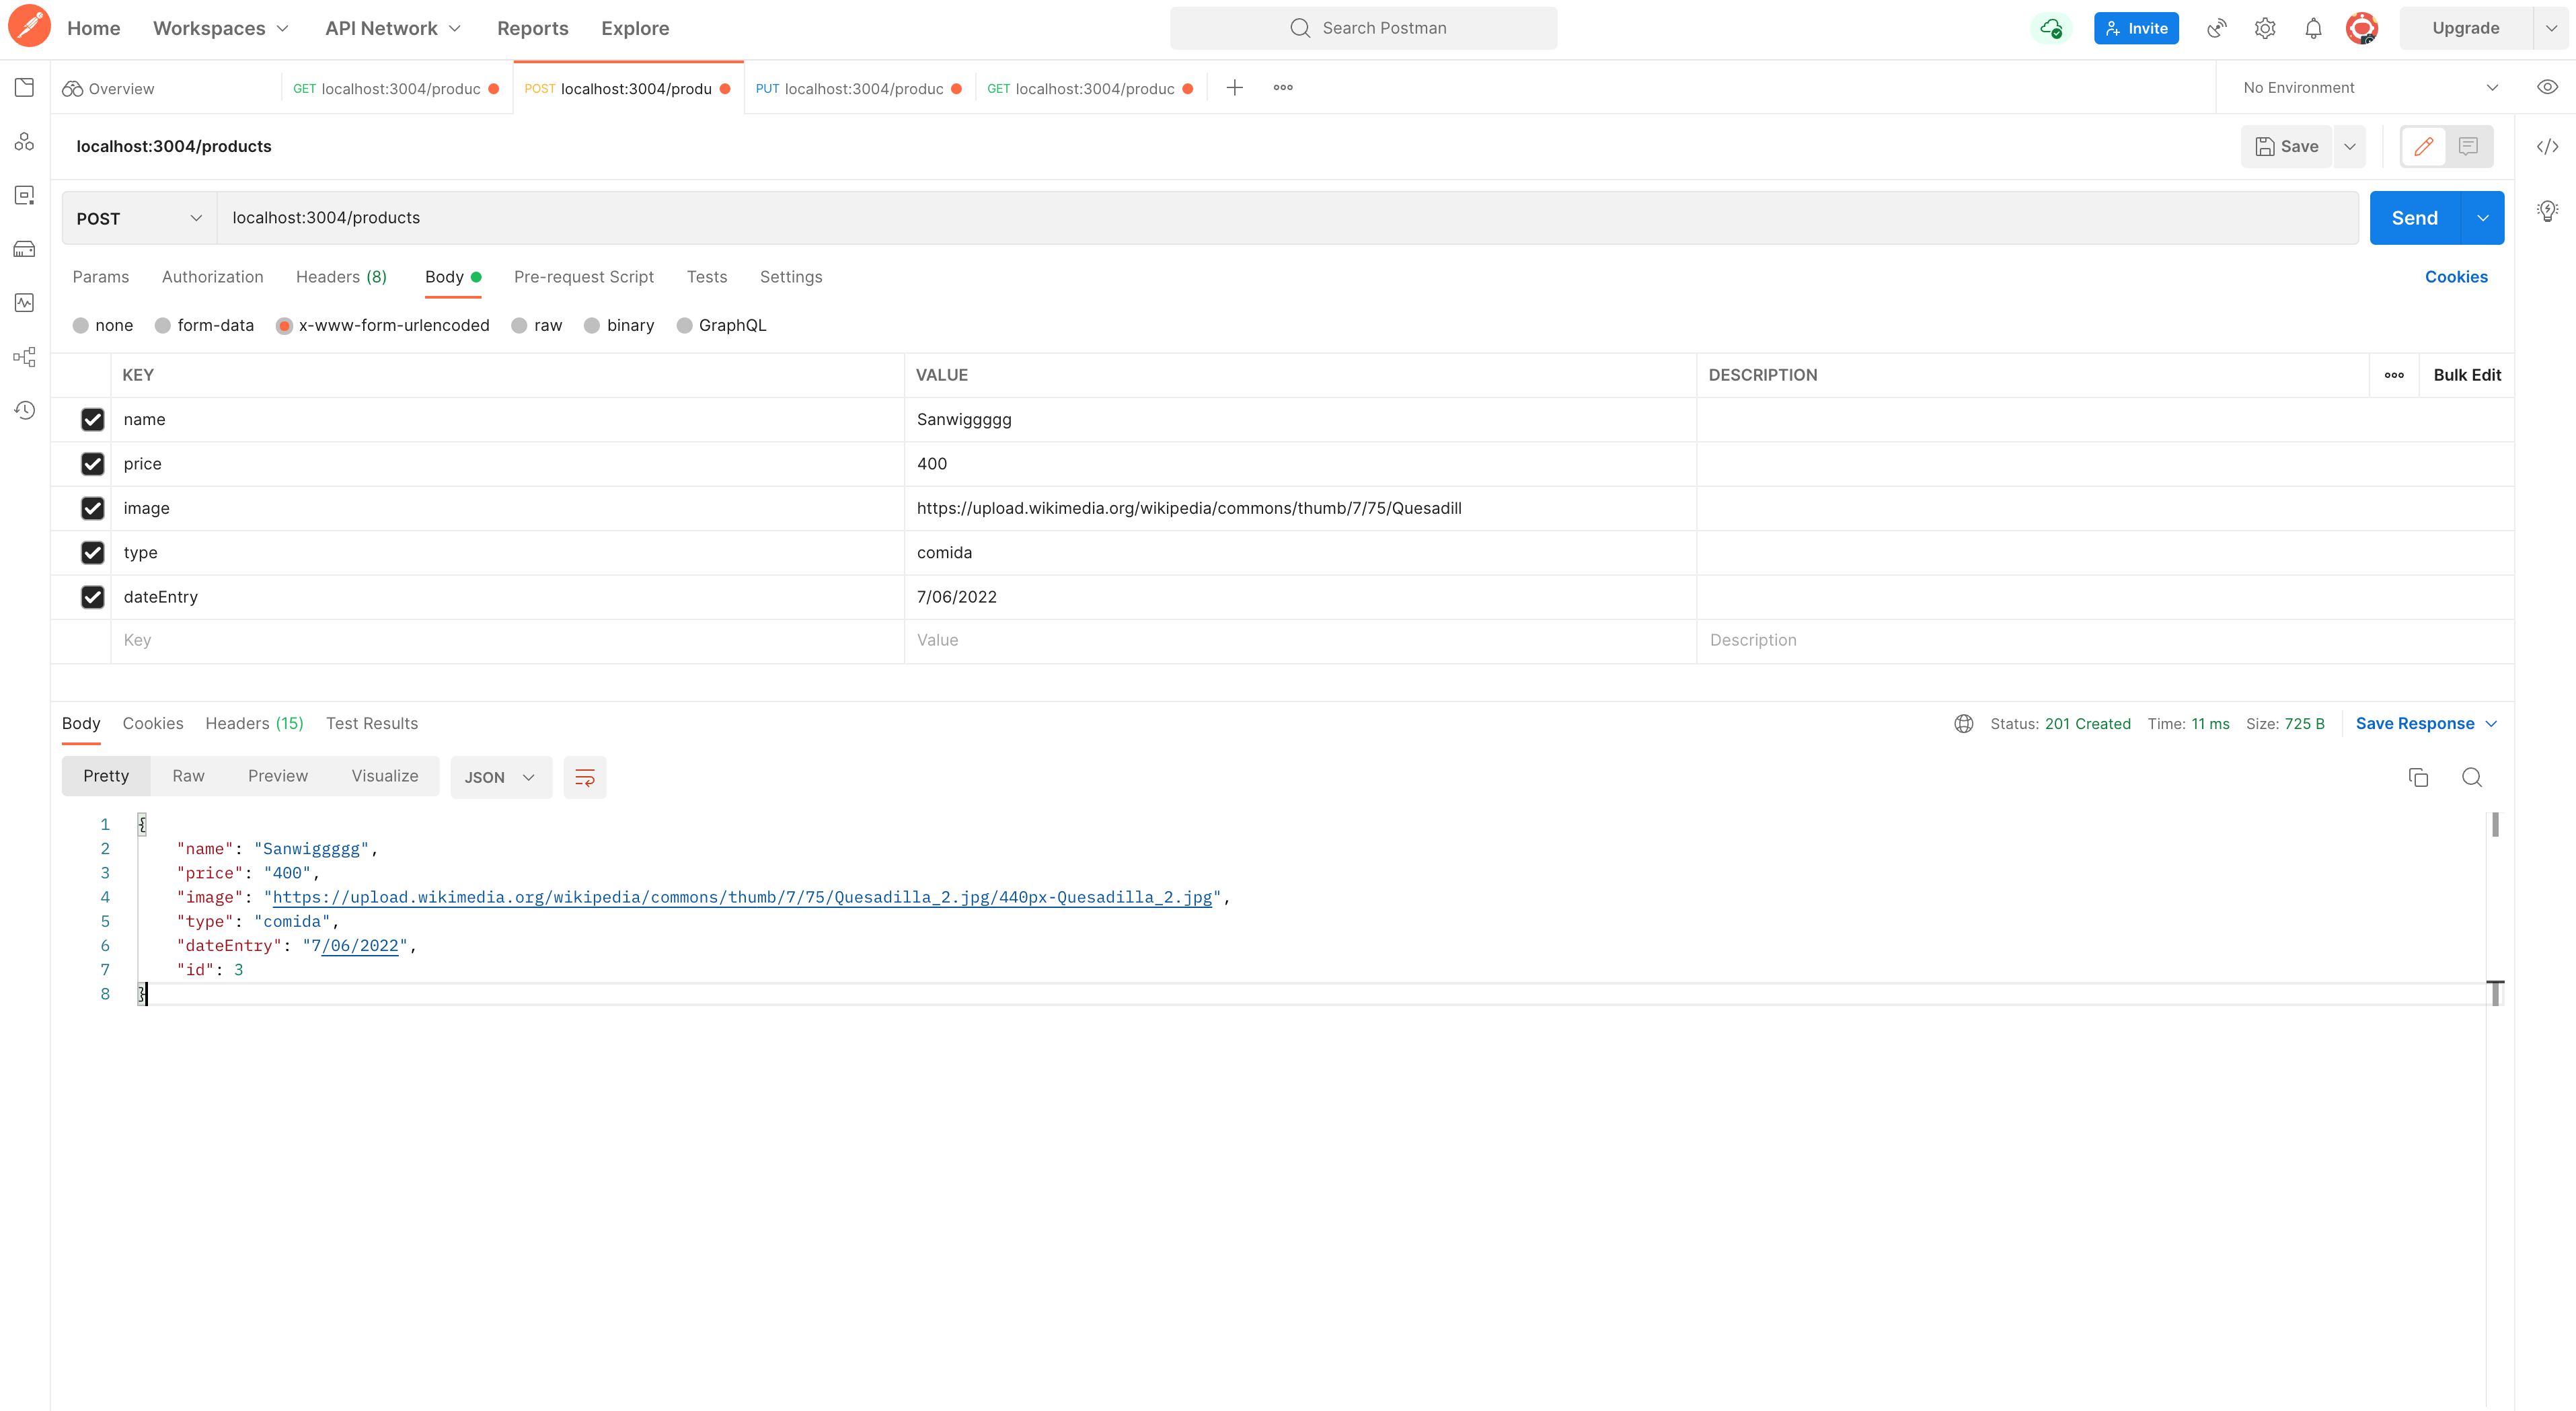 Home Workspaces API Network Reports Explore Search Postman Invite Upgrade
Overview GET localhost:3004/produc POST localhost:3004/produ PUT localhost:3004/produc GET localhost:3004/produc No Environment
localhost:3004/products Save
POST localhost:3004/products Send
Params Authorization Headers (8) Body Pre-request Script Tests Settings Cookies
none form-data x-www-form-urlencoded raw binary GraphQL
KEY VALUE DESCRIPTION Bulk Edit
name Sanwiggggg
price 400
image https://upload.wikimedia.org/wikipedia/commons/thumb/7/75/Quesadill
type comida
dateEntry 7/06/2022
Key Value Description
Body Cookies Headers (15) Test Results Status: 201 Created Time: 11 ms Size: 725 B Save Response
Pretty Raw Preview Visualize JSON
1 {
2 "name": "Sanwiggggg",
3 "price": "400",
4 "image": "https://upload.wikimedia.org/wikipedia/commons/thumb/7/75/Quesadilla_2.jpg/440px-Quesadilla_2.jpg",
5 "type": "comida",
6 "dateEntry": "7/06/2022",
7 "id": 3
8 }